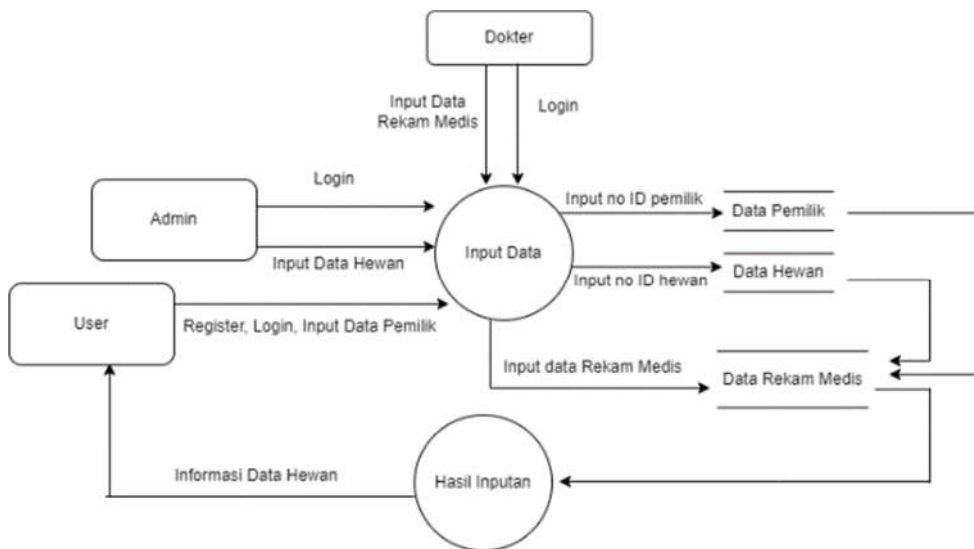 Dokter
Input Data
Rekam Medis
Login
Login
Admin
Input Data Hewan
Input Data
Input no ID pemilik
Data Pemilik
Input no ID hewan
Data Hewan
User
Register, Login, Input Data Pemilik
Input data Rekam Medis
Data Rekam Medis
Informasi Data Hewan
Hasil Inputan